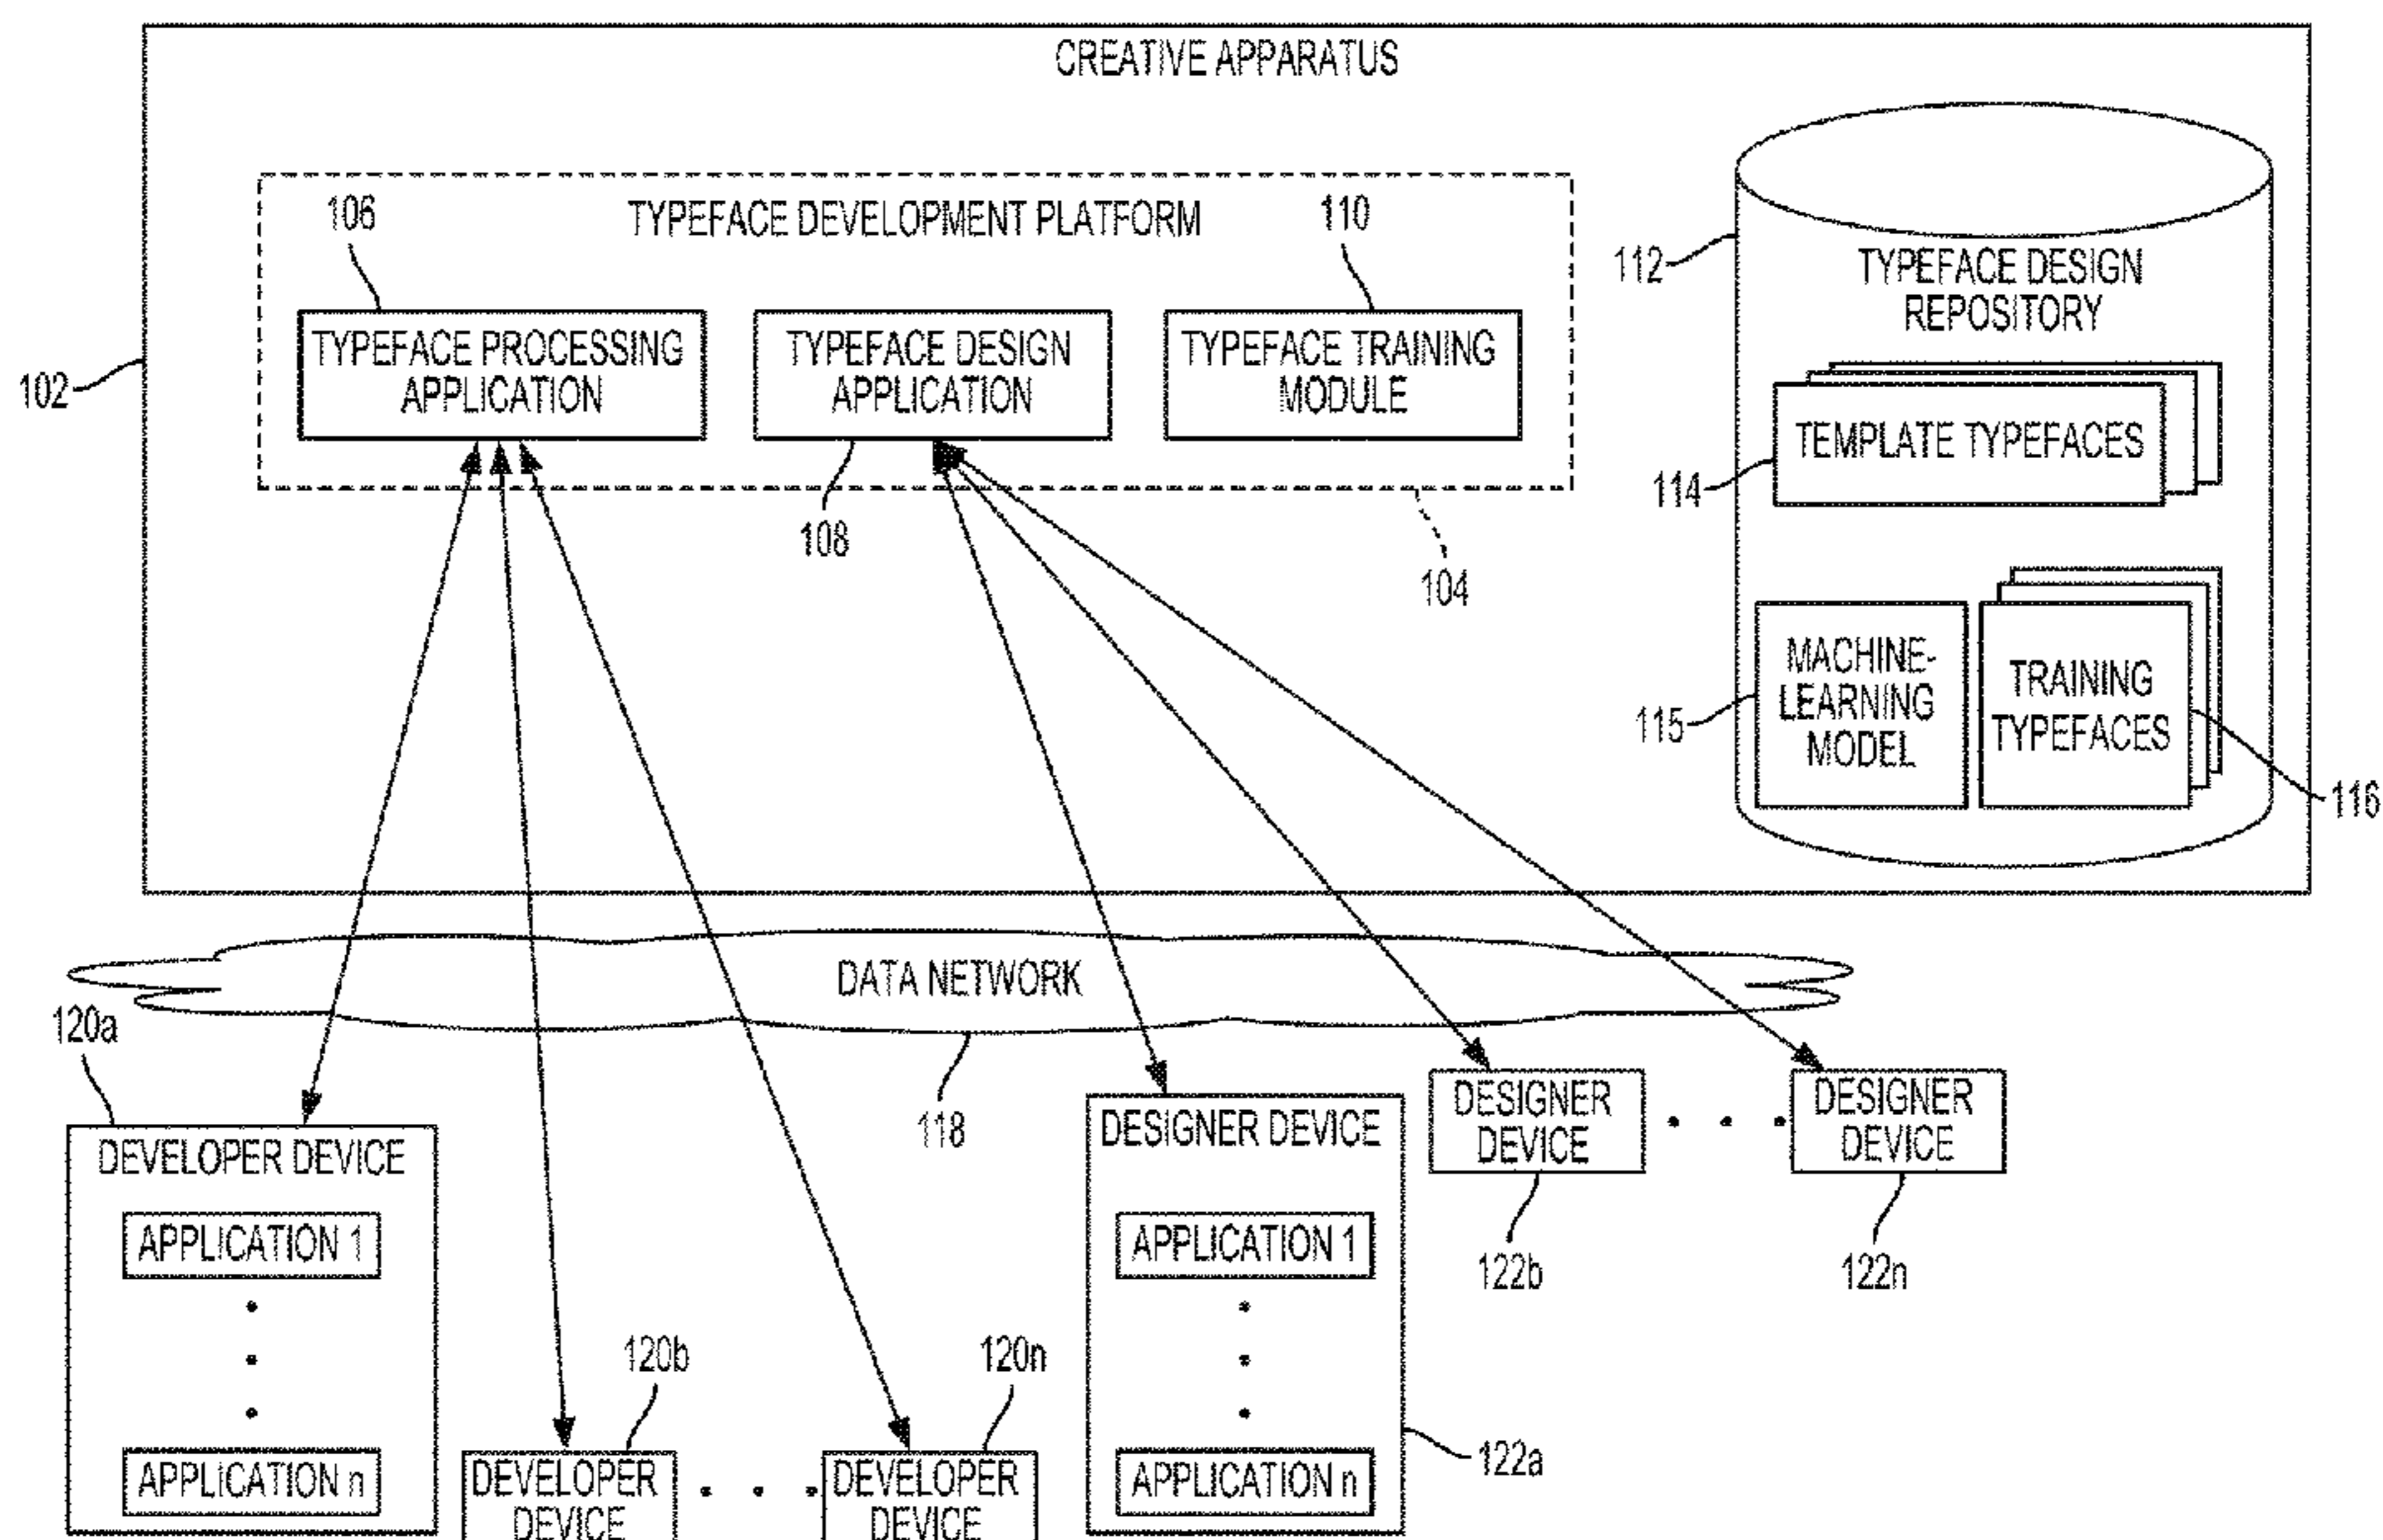 CREATIVE APPARATUS
106
TYPEFACE DEVELOPMENT PLATFORM
110
TYPEFACE PROCESSING
APPLICATION
TYPEFACE DESIGN
APPLICATION
TYPEFACE TRAINING
MODULE
102
108
104
112
TYPEFACE DESIGN
REPOSITORY
TEMPLATE TYPEFACES
114
MACHINE-
LEARNING
MODEL
115
TRAINING
TYPEFACES
116
DATA NETWORK
118
120a
DEVELOPER DEVICE
APPLICATION 1
APPLICATION n
120b
DEVELOPER
DEVICE
120n
DEVELOPER
DEVICE
DESIGNER DEVICE
APPLICATION 1
APPLICATION n
122a
DESIGNER
DEVICE
122b
DESIGNER
DEVICE
122n